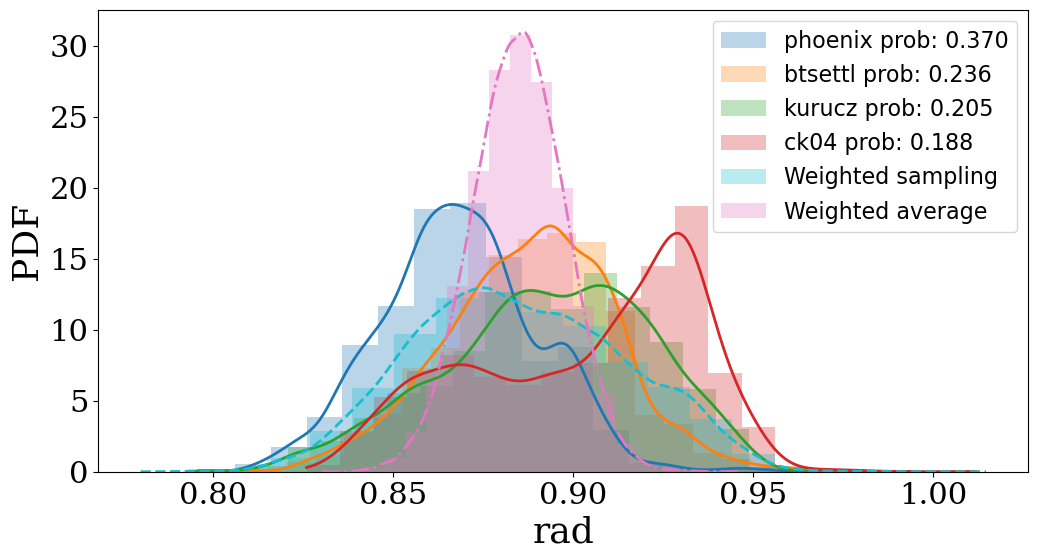 PDF
30
25
20
15
10
5
0
0.80
0.85
0.90
0.95
1.00
rad
phoenix prob: 0.370
btsettl prob: 0.236
kurucz prob: 0.205
ck04 prob: 0.188
Weighted sampling
Weighted average